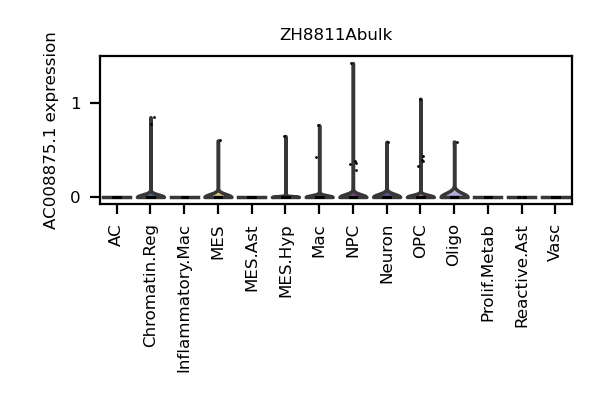 ZH8811Abulk
AC008875.1 expression
1
0
AC
Chromatin.Reg
Inflammatory.Mac
MES
MES.Ast
MES.Hyp
Mac
NPC
Neuron
OPC
Oligo
Prolif.Metab
Reactive.Ast
Vasc